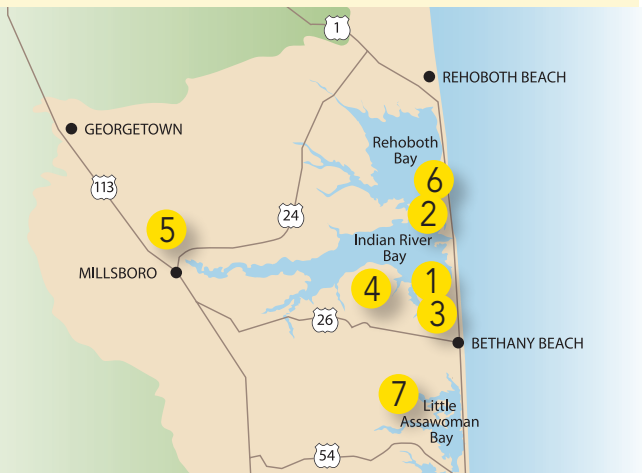 1
REHOBOTH BEACH
GEORGETOWN
Rehoboth
Bay
6
113
2
24
5
Indian River
Bay
MILLSBORO
1
4
3
26
BETHANY BEACH
7
Little
Assawoman
Bay
54